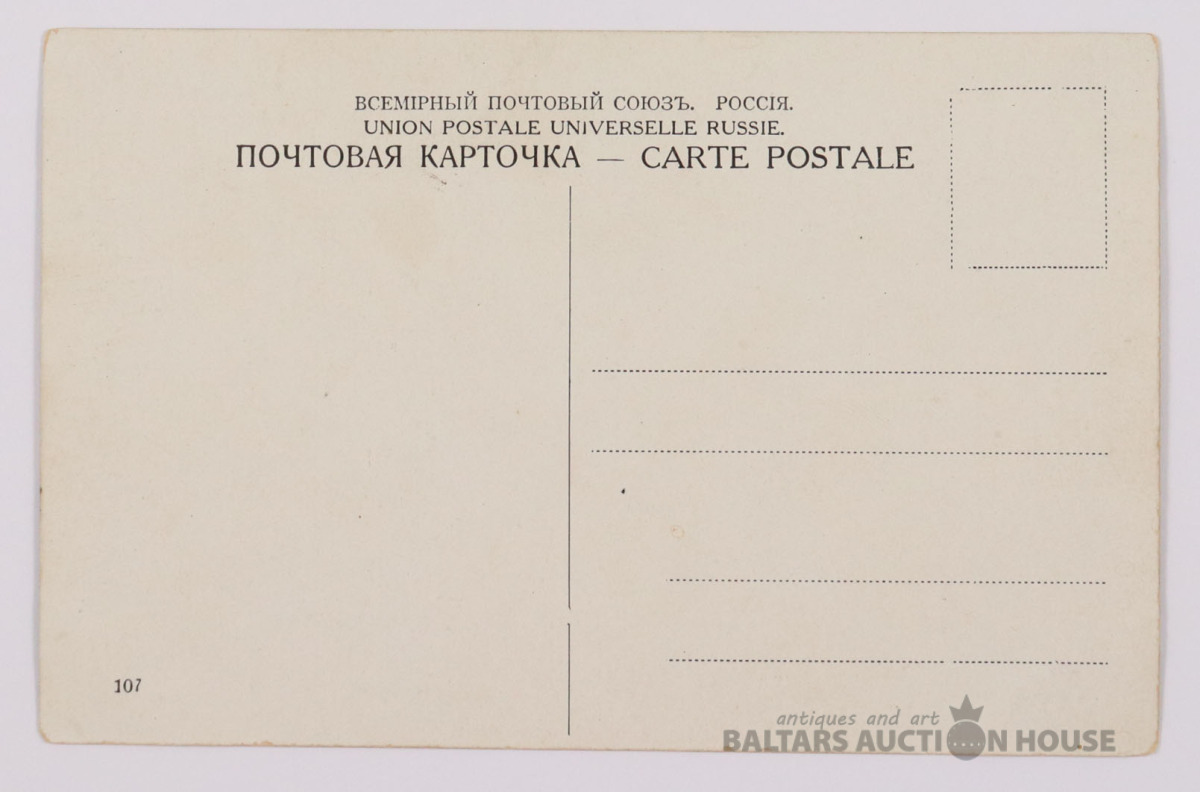 ВСЕМІРНЫЙ ПОЧТОВЫЙ СОЮЗЪ. РОССІЯ.
UNION POSTALE UNIVERSELLE RUSSIE.
ПОЧТОВАЯ КАРТОЧКА — CARTE POSTALE
107
antiques and art
BALTARS AUCTION HOUSE